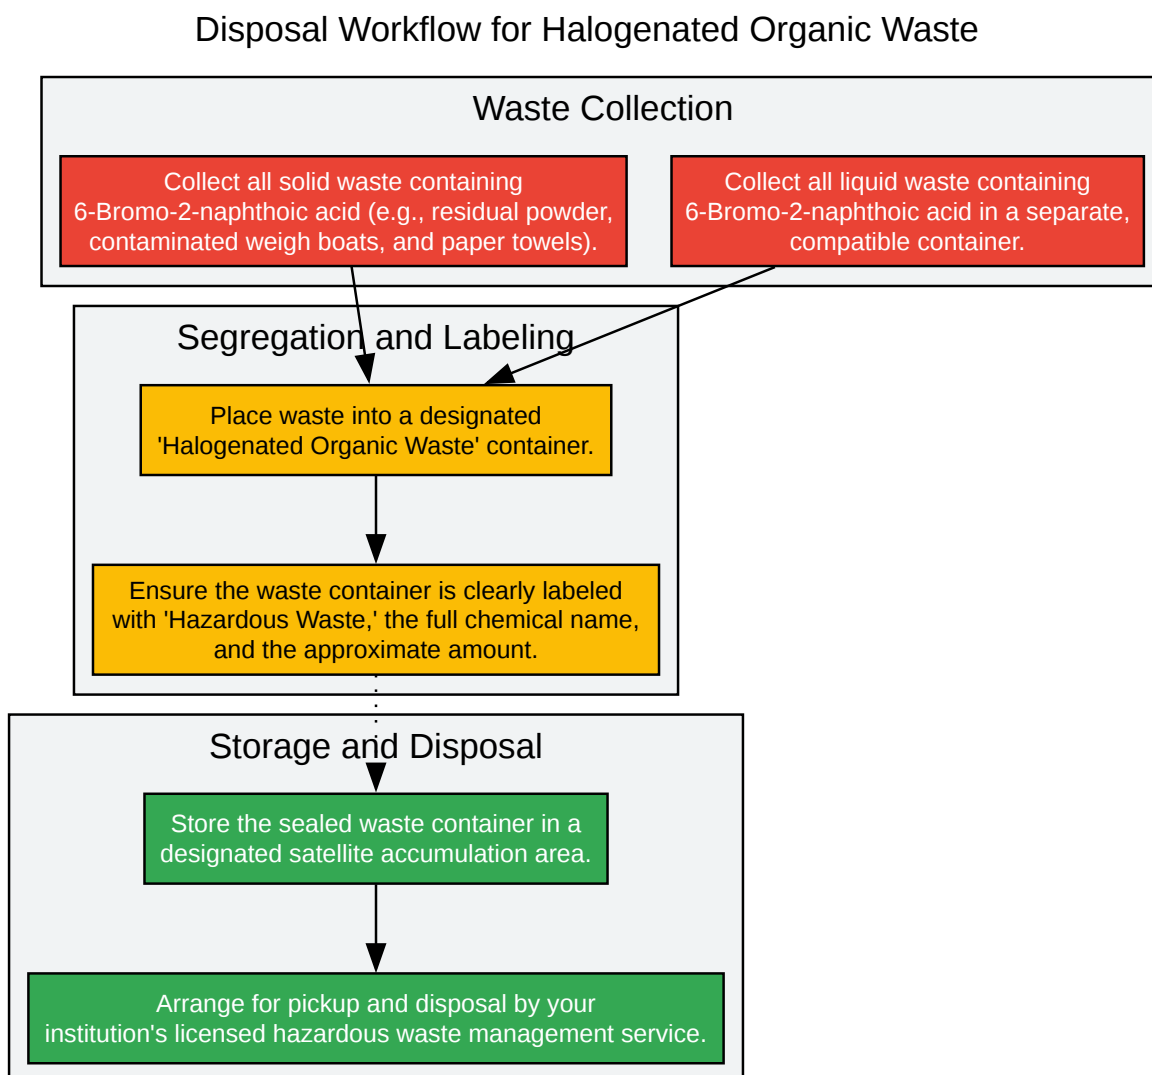 Disposal Workflow for Halogenated Organic Waste
Waste Collection
Collect all solid waste containing
6-Bromo-2-naphthoic acid (e.g., residual powder,
contaminated weigh boats, and paper towels).
Collect all liquid waste containing
6-Bromo-2-naphthoic acid in a separate,
compatible container.
Segregation and Labeling
Place waste into a designated
'Halogenated Organic Waste' container.
Ensure the waste container is clearly labeled
with 'Hazardous Waste,' the full chemical name,
and the approximate amount.
Storage and Disposal
Store the sealed waste container in a
designated satellite accumulation area.
Arrange for pickup and disposal by your
institution's licensed hazardous waste management service.